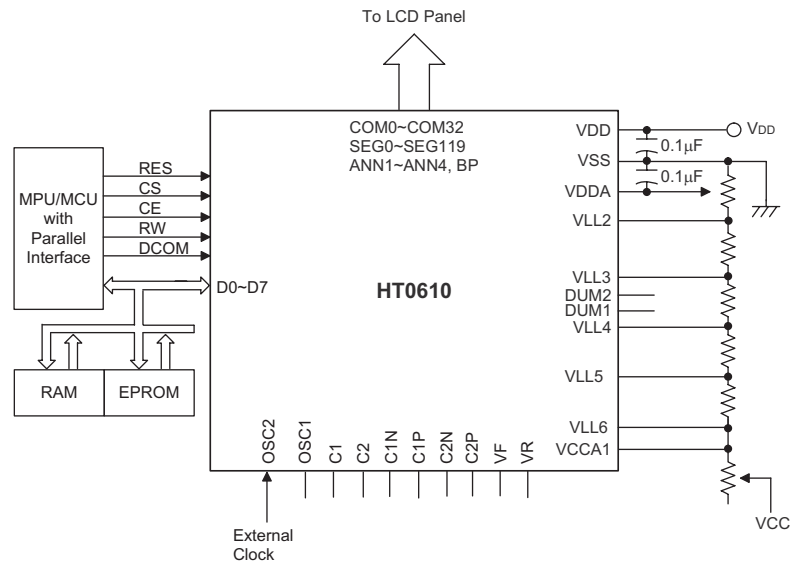 To LCD Panel
COM0~COM32
SEG0~SEG119
ANN1~ANN4, BP
MPU/MCU
with
Parallel
Interface
RES
CS
CE
RW
DCOM
D0~D7
RAM
EPROM
HT0610
VDD
VSS
VDDA
VLL2
VLL3
DUM2
DUM1
VLL4
VLL5
VLL6
VCCA1
VDD
0.1µF
0.1µF
VCC
OSC2
OSC1
C1
C2
C1N
C1P
C2N
C2P
VF
VR
External
Clock